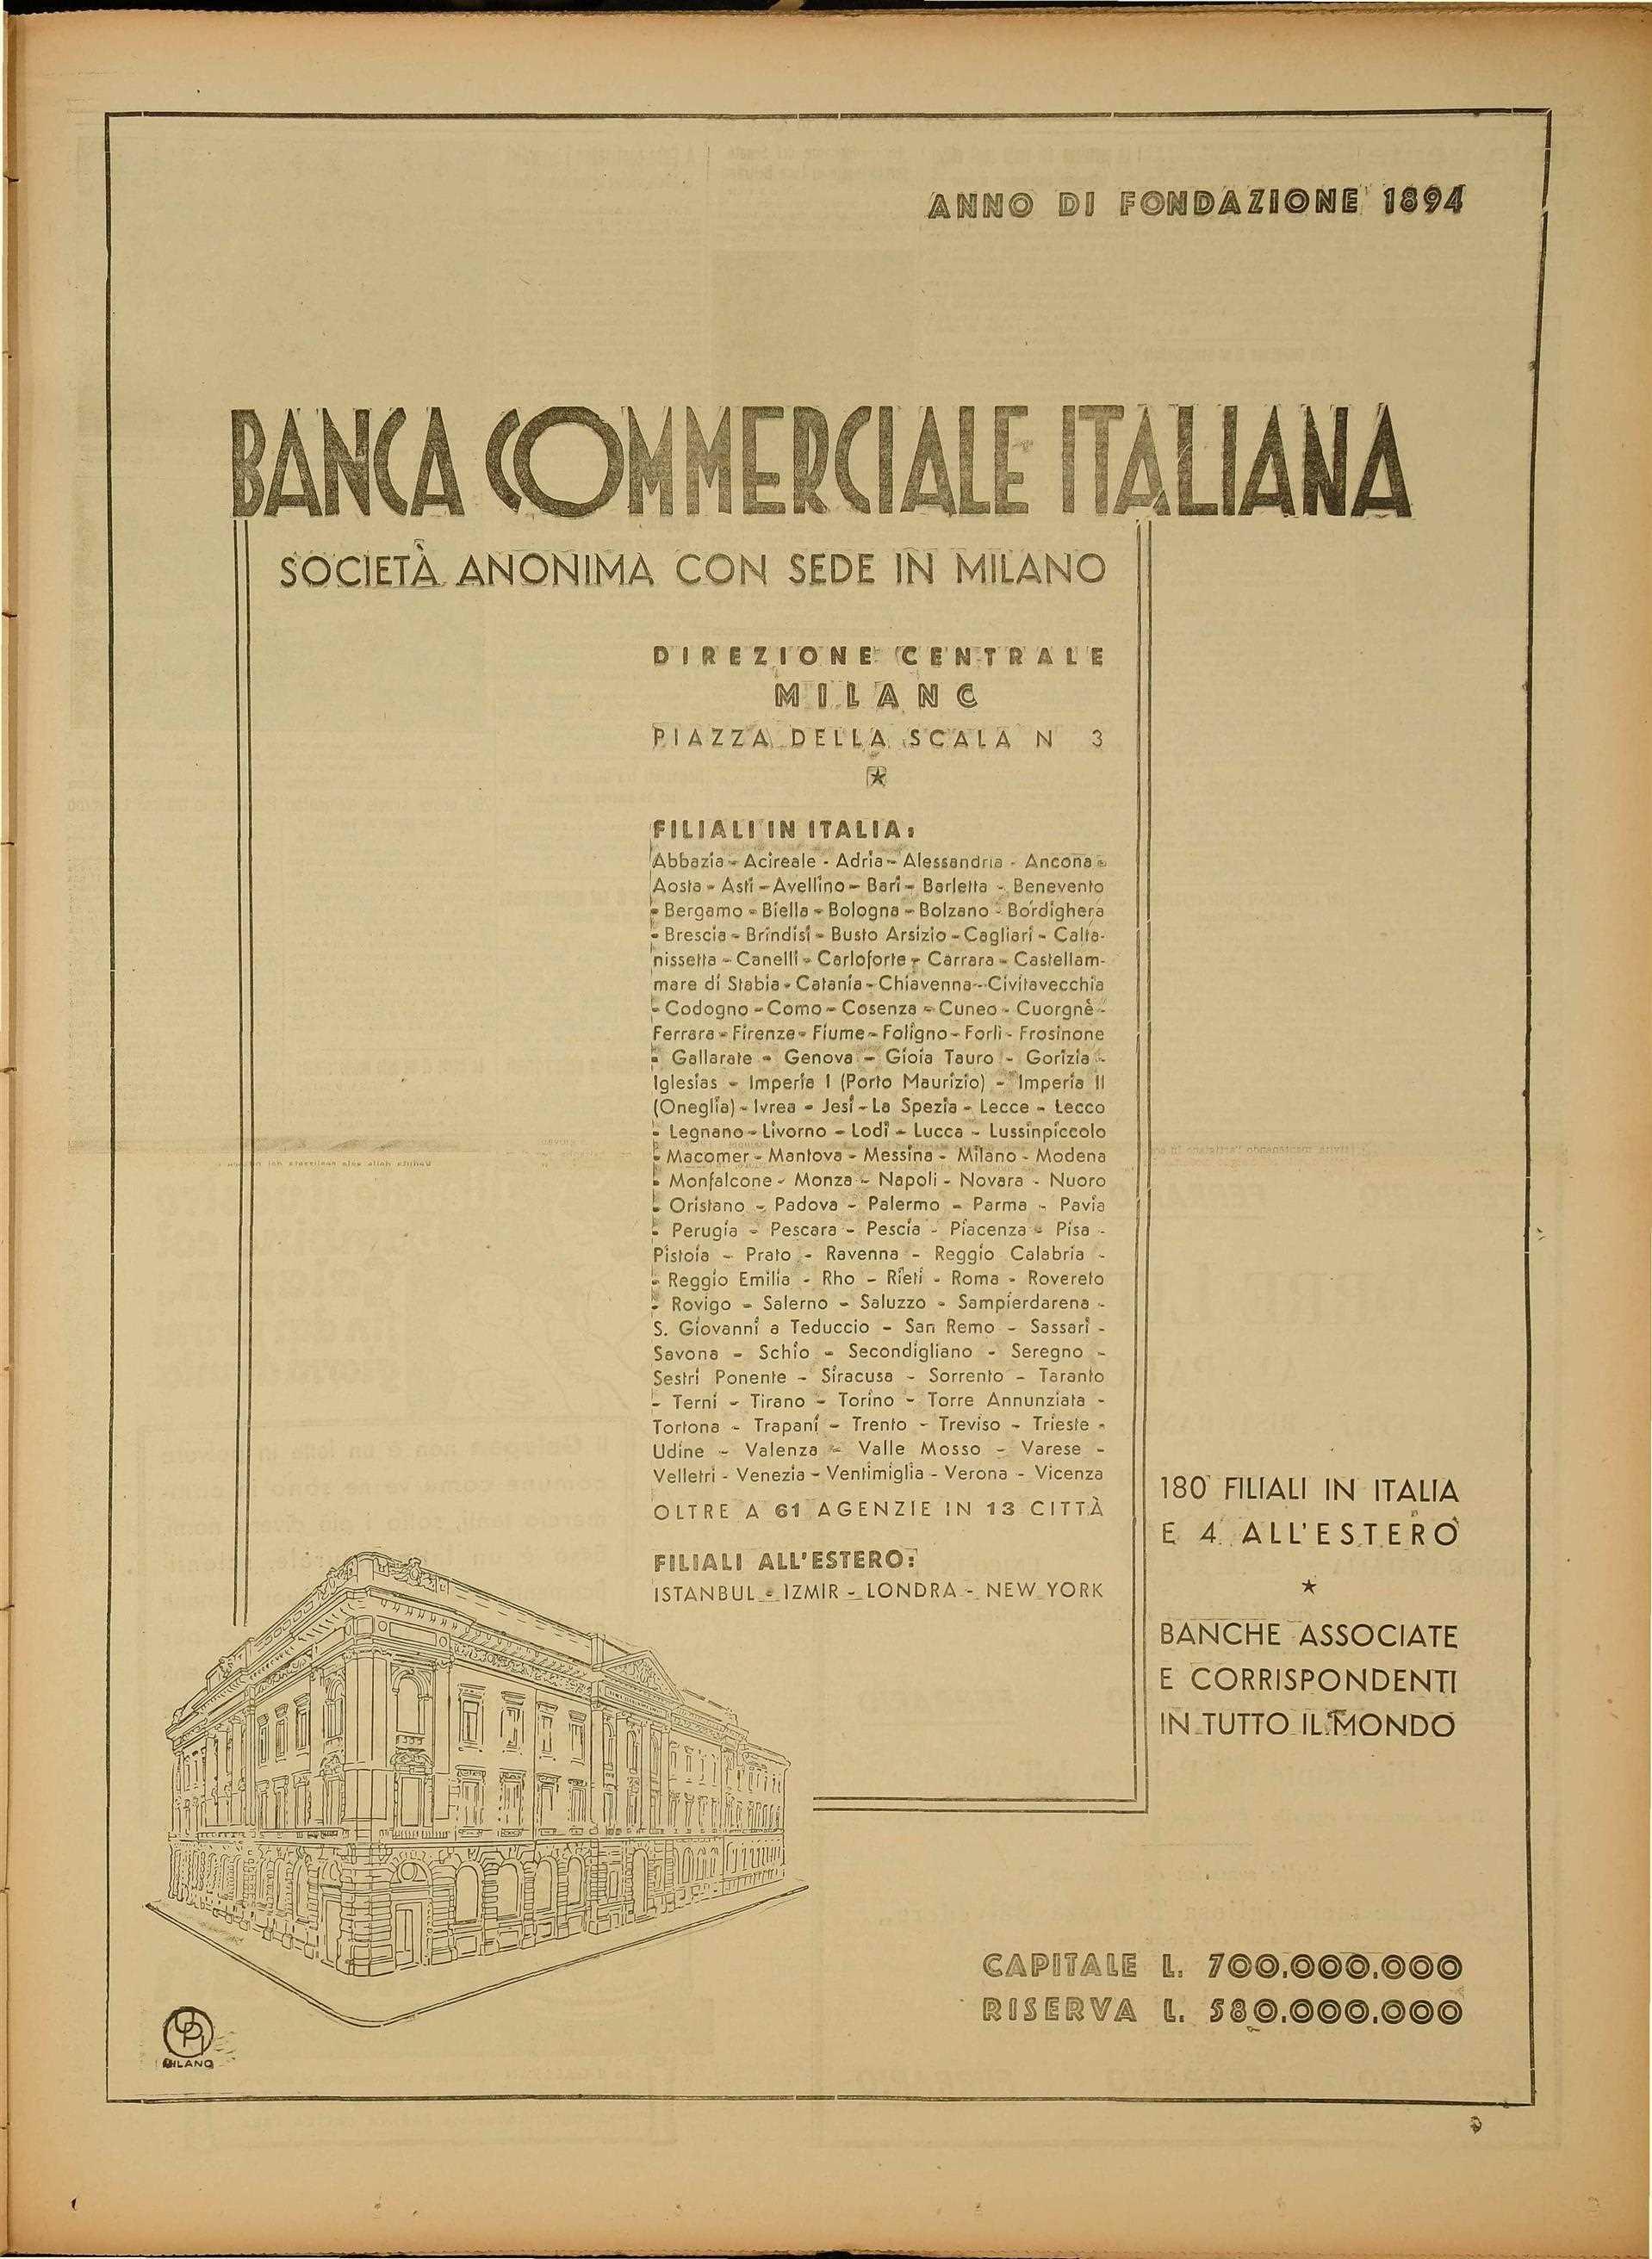 ANNO DI FONDAZIONE 1894
BANCA COMMERCIALE ITALIANA
SOCIETÀ ANONIMA CON SEDE IN MILANO
DIREZIONE CENTRALE
MILANO
PIAZZA DELLA SCALA N 3
FILIALI IN ITALIA:
Abbazia - Acireale - Adria - Alessandria - Ancona -
Aosta - Asti - Avellino - Bari - Barletta - Benevento
- Bergamo - Biella - Bologna - Bolzano - Bordighera
- Brescia - Brindisi - Busto Arsizio - Cagliari - Calta-
nissetta - Canelli - Carloforte - Carrara - Castellam-
mare di Stabia - Catania - Chiavenna - Civitavecchia
- Codogno - Como - Cosenza - Cuneo - Cuorgnè -
Ferrara - Firenze - Fiume - Foligno - Forlì - Frosinone
- Gallarate - Genova - Gioia Tauro - Gorizia -
Iglesias - Imperia I (Porto Maurizio) - Imperia II
(Oneglia) - Ivrea - Jesi - La Spezia - Lecce - Lecco
- Legnano - Livorno - Lodi - Lucca - Lussinpiccolo
- Macomer - Mantova - Messina - Milano - Modena
- Monfalcone - Monza - Napoli - Novara - Nuoro
- Oristano - Padova - Palermo - Parma - Pavia
- Perugia - Pescara - Pescia - Piacenza - Pisa -
Pistoia - Prato - Ravenna - Reggio Calabria -
- Reggio Emilia - Rho - Rieti - Roma - Rovereto
- Rovigo - Salerno - Saluzzo - Sampierdarena -
S. Giovanni a Teduccio - San Remo - Sassari -
Savona - Schio - Secondigliano - Seregno -
Sestri Ponente - Siracusa - Sorrento - Taranto
- Terni - Tirano - Torino - Torre Annunziata -
Tortona - Trapani - Trento - Treviso - Trieste -
Udine - Valenza - Valle Mosso - Varese -
Velletri - Venezia - Ventimiglia - Verona - Vicenza
OLTRE A 61 AGENZIE IN 13 CITTÀ
FILIALI ALL'ESTERO:
ISTANBUL - IZMIR - LONDRA - NEW YORK
180 FILIALI IN ITALIA
E 4 ALL'ESTERO
BANCHE ASSOCIATE
E CORRISPONDENTI
IN TUTTO IL MONDO
CAPITALE L. 700.000.000
RISERVA L. 580.000.000
UPI
MILANO